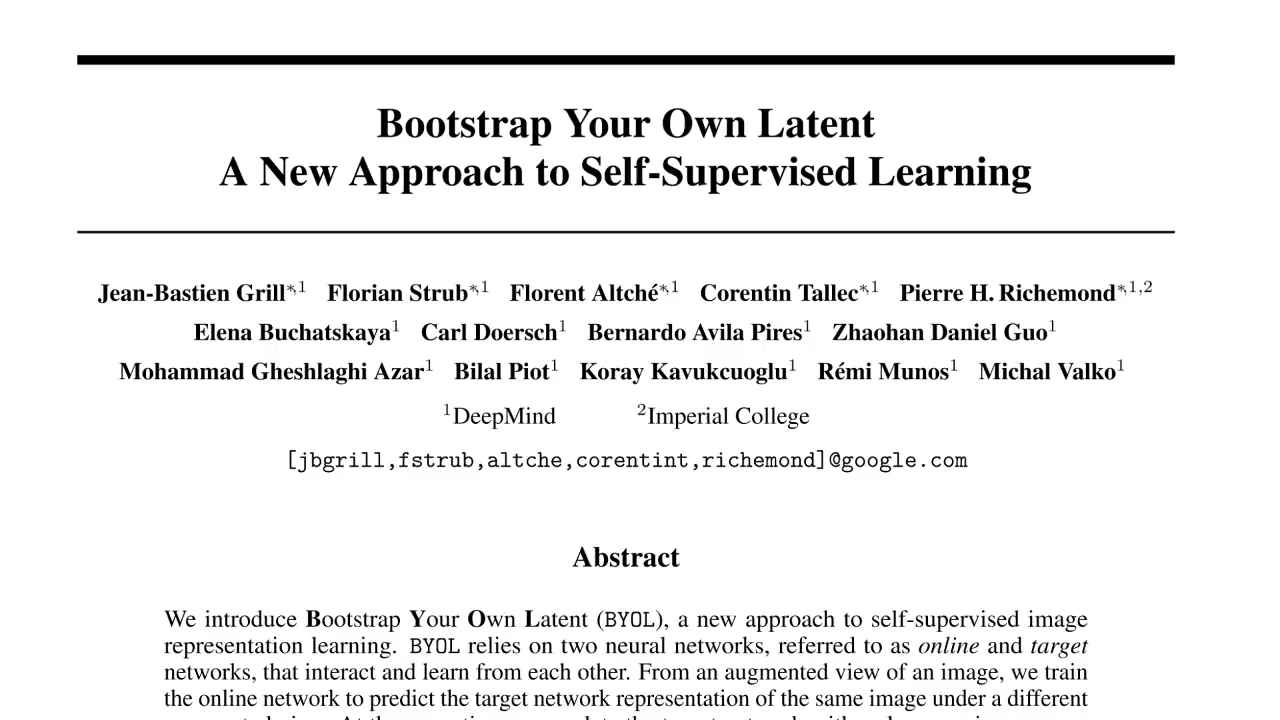 Bootstrap Your Own Latent
A New Approach to Self-Supervised Learning
Jean-Bastien Grill*,1 Florian Strub*,1 Florent Altché*,1 Corentin Tallec*,1 Pierre H. Richemond*,1,2
Elena Buchatskaya1 Carl Doersch1 Bernardo Avila Pires1 Zhaohan Daniel Guo1
Mohammad Gheshlaghi Azar1 Bilal Piot1 Koray Kavukcuoglu1 Rémi Munos1 Michal Valko1
1DeepMind 2Imperial College
[jbgrill,fstrub,altche,corentint,richemond]@google.com
Abstract
We introduce Bootstrap Your Own Latent (BYOL), a new approach to self-supervised image
representation learning. BYOL relies on two neural networks, referred to as online and target
networks, that interact and learn from each other. From an augmented view of an image, we train
the online network to predict the target network representation of the same image under a different